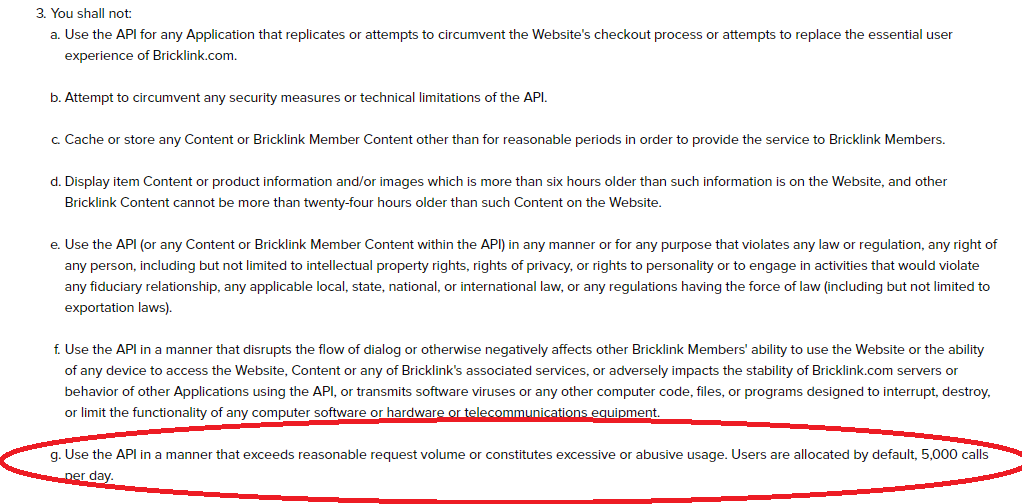 3. You shall not:
a. Use the API for any Application that replicates or attempts to circumvent the Website's checkout process or attempts to replace the essential user
experience of Bricklink.com.
b. Attempt to circumvent any security measures or technical limitations of the API.
c. Cache or store any Content or Bricklink Member Content other than for reasonable periods in order to provide the service to Bricklink Members.
d. Display item Content or product information and/or images which is more than six hours older than such information is on the Website, and other
Bricklink Content cannot be more than twenty-four hours older than such Content on the Website.
e. Use the API (or any Content or Bricklink Member Content within the API) in any manner or for any purpose that violates any law or regulation, any right of
any person, including but not limited to intellectual property rights, rights of privacy, or rights to personality or to engage in activities that would violate
any fiduciary relationship, any applicable local, state, national, or international law, or any regulations having the force of law (including but not limited to
exportation laws).
f. Use the API in a manner that disrupts the flow of dialog or otherwise negatively affects other Bricklink Members' ability to use the Website or the ability
of any device to access the Website, Content or any of Bricklink's associated services, or adversely impacts the stability of Bricklink.com servers or
behavior of other Applications using the API, or transmits software viruses or any other computer code, files, or programs designed to interrupt, destroy,
or limit the functionality of any computer software or hardware or telecommunications equipment.
g. Use the API in a manner that exceeds reasonable request volume or constitutes excessive or abusive usage. Users are allocated by default, 5,000 calls
per day.